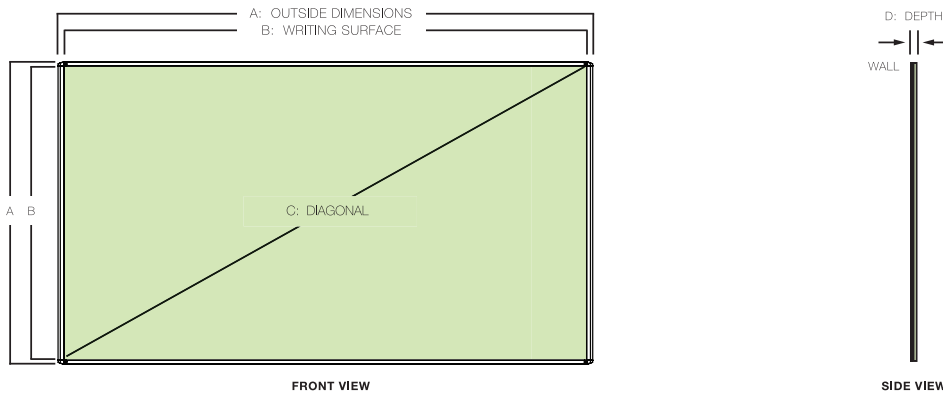 A: OUTSIDE DIMENSIONS
B: WRITING SURFACE
D: DEPTH
WALL
A B
C: DIAGONAL
FRONT VIEW
SIDE VIEW